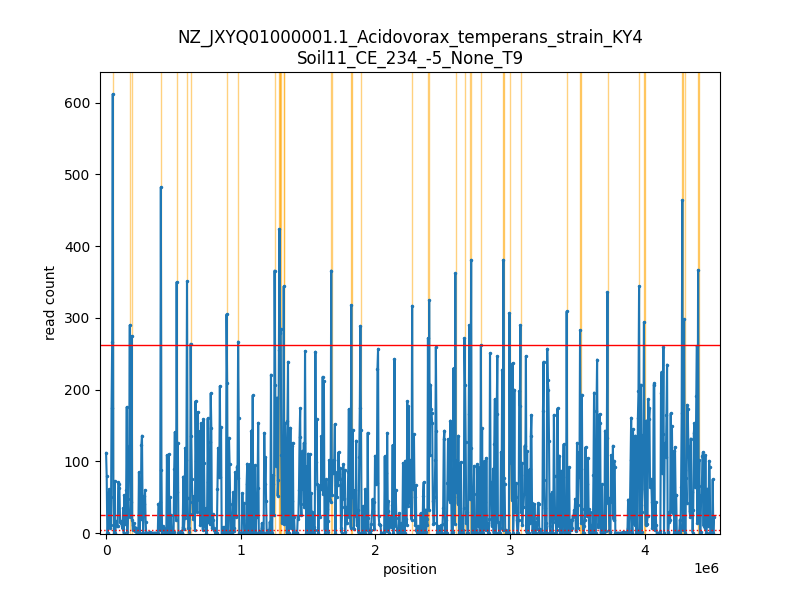 NZ_JXYQ01000001.1_Acidovorax_temperans_strain_KY4
Soil11_CE_234_-5_None_T9
600
500
400
300
200
100
0
read count
0
1
2
3
4
1e6
position